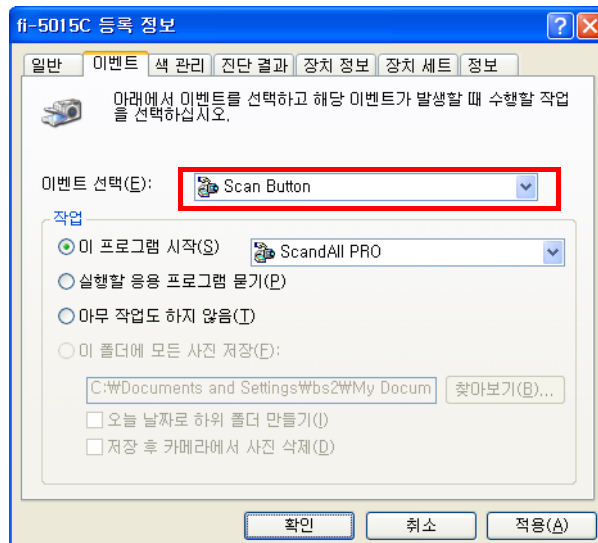 fi-5015C 등록 정보
일반 이벤트 색 관리 진단 결과 장치 정보 장치 세트 정보
아래에서 이벤트를 선택하고 해당 이벤트가 발생할 때 수행할 작업
을 선택하십시오.
이벤트 선택(E): Scan Button
작업
이 프로그램 시작(S) ScandAll PRO
실행할 응용 프로그램 묻기(P)
아무 작업도 하지 않음(T)
이 폴더에 모든 사진 저장(F):
C:₩Documents and Settings₩bs2₩My Docum 찾아보기(B)...
오늘 날짜로 하위 폴더 만들기(I)
저장 후 카메라에서 사진 삭제(D)
확인 취소 적용(A)